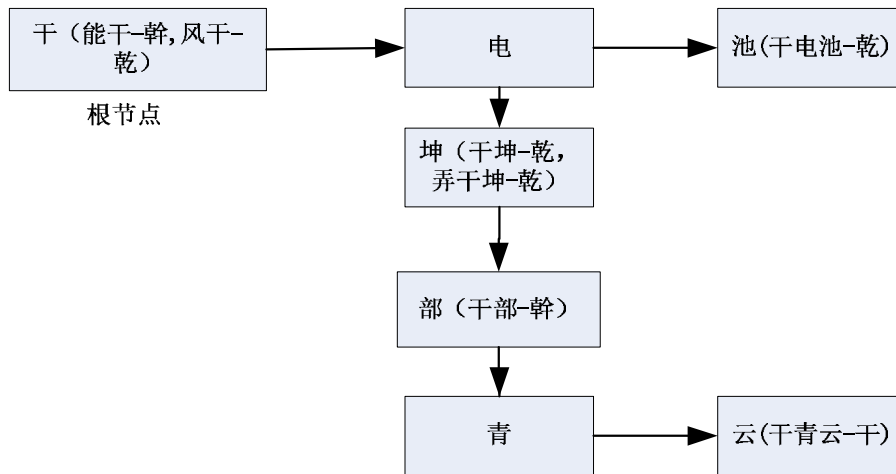 干（能干-幹,风干-
乾）
根节点
电
池(干电池-乾)
坤（干坤-乾，
弄干坤-乾）
部（干部-幹）
青
云(干青云-干)